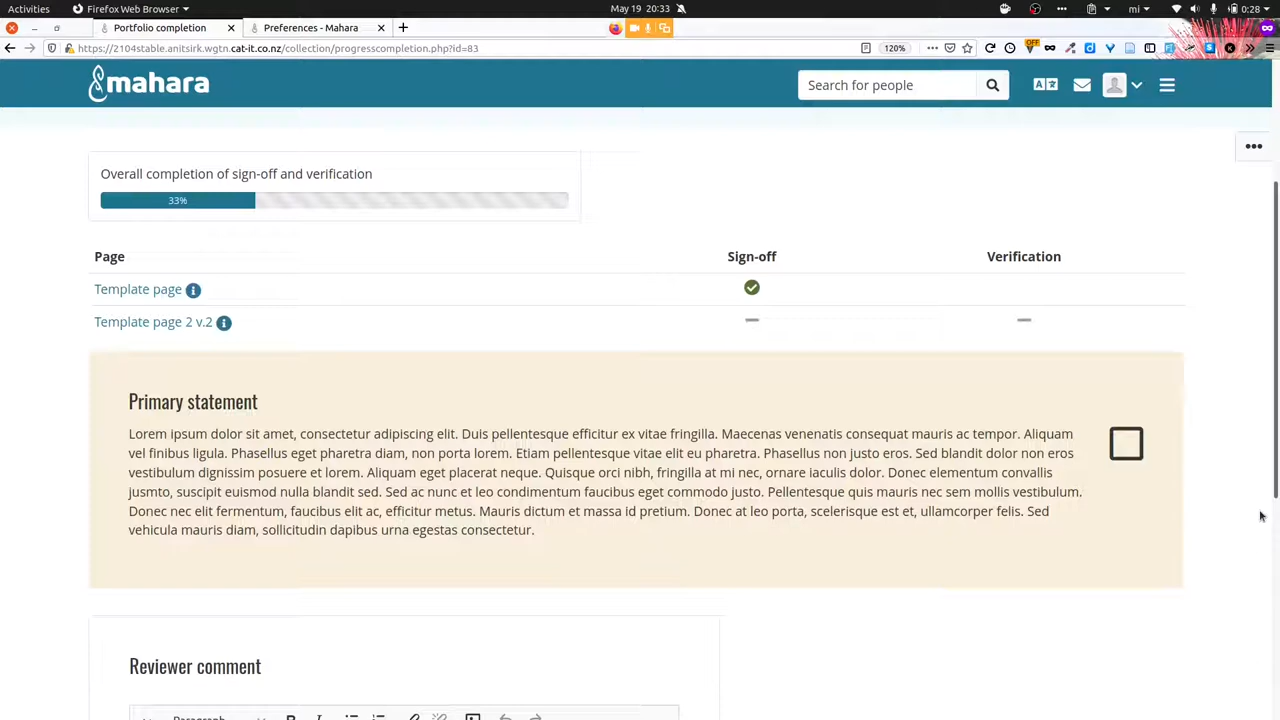 Activities
Firefox Web Browser
May 19 20:33
mi
0:28
Portfolio completion
Preferences - Mahara
https://2104stable.anitsirk.wgtn.cat-it.co.nz/collection/progresscompletion.php?id=83
120%
OFF
mahara
Search for people
Overall completion of sign-off and verification
33%
Page Sign-off Verification
Template page
Template page 2 v.2
Primary statement
Lorem ipsum dolor sit amet, consectetur adipiscing elit. Duis pellentesque efficitur ex vitae fringilla. Maecenas venenatis consequat mauris ac tempor. Aliquam
vel finibus ligula. Phasellus eget pharetra diam, non porta lorem. Etiam pellentesque vitae elit eu pharetra. Phasellus non justo eros. Sed blandit dolor non eros
vestibulum dignissim posuere et lorem. Aliquam eget placerat neque. Quisque orci nibh, fringilla at mi nec, ornare iaculis dolor. Donec elementum convallis
jusmto, suscipit euismod nulla blandit sed. Sed ac nunc et leo condimentum faucibus eget commodo justo. Pellentesque quis mauris nec sem mollis vestibulum.
Donec nec elit fermentum, faucibus elit ac, efficitur metus. Mauris dictum et massa id pretium. Donec at leo porta, scelerisque est et, ullamcorper felis. Sed
vehicula mauris diam, sollicitudin dapibus urna egestas consectetur.
Reviewer comment
Paragraph